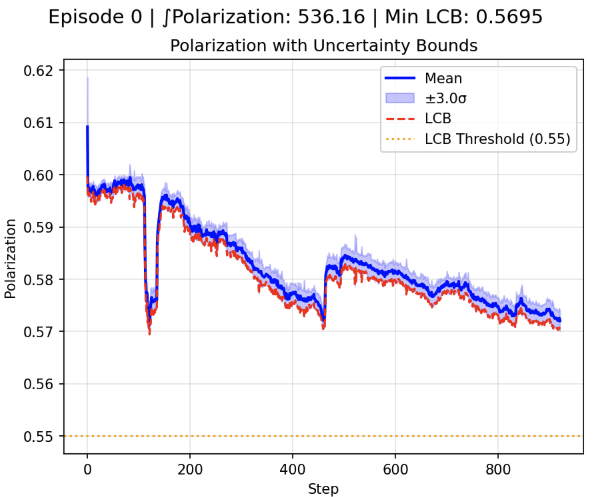 Episode 0 | ∫Polarization: 536.16 | Min LCB: 0.5695
Polarization with Uncertainty Bounds
Mean
±3.0σ
LCB
LCB Threshold (0.55)
Polarization
0.62
0.61
0.60
0.59
0.58
0.57
0.56
0.55
0 200 400 600 800
Step